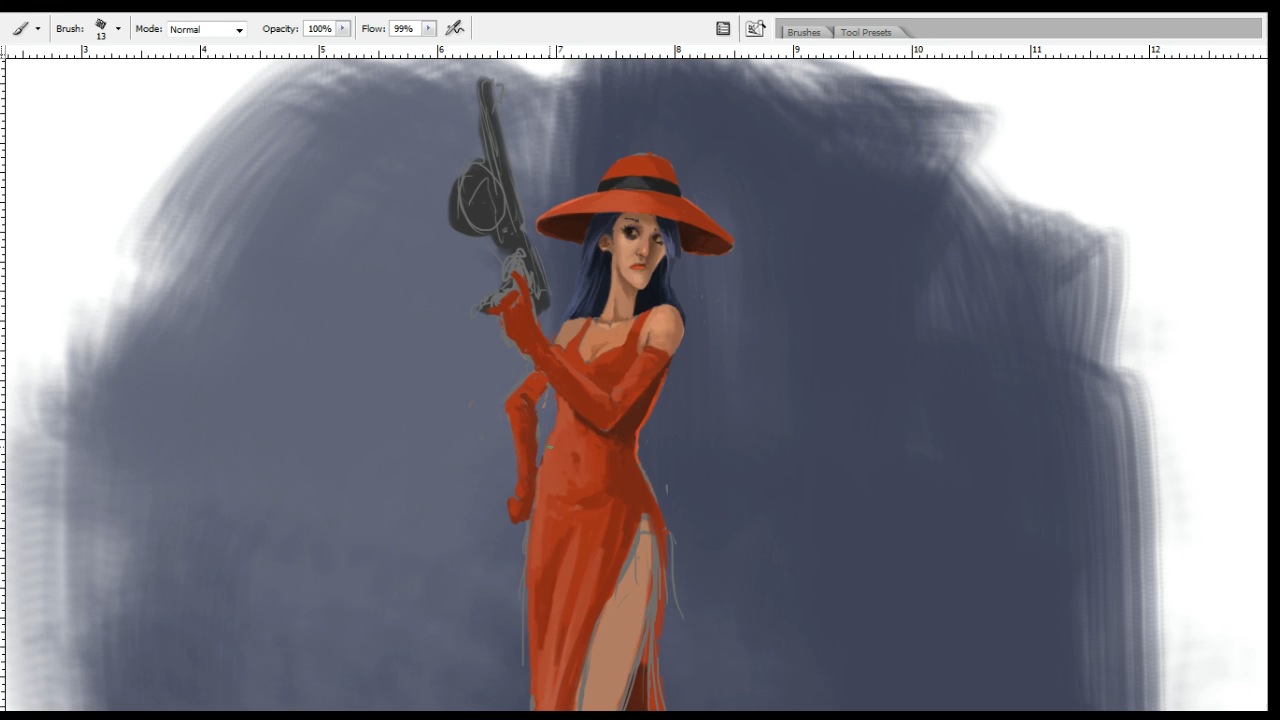 Brush: 13 Mode: Normal Opacity: 100% Flow: 99% Brushes Tool Presets
3 4 5 6 7 8 9 10 11 12